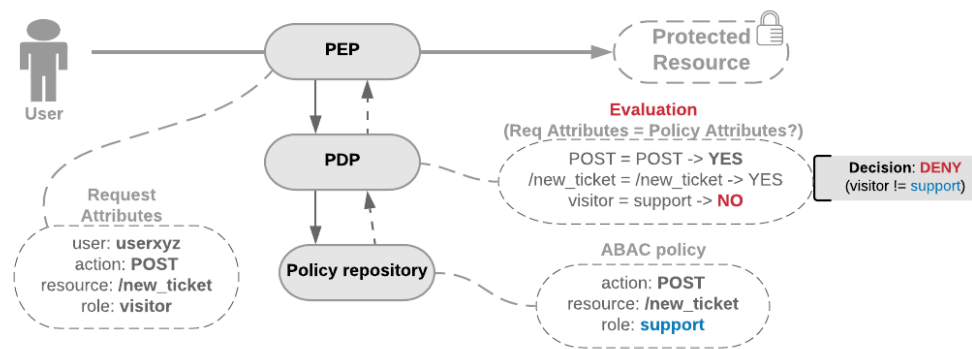 PEP
Protected
Resource
User
Evaluation
(Req Attributes = Policy Attributes?)
PDP
POST = POST -> YES
/new_ticket = /new_ticket -> YES
visitor = support -> NO
Decision: DENY
(visitor != support)
Request
Attributes
user: userxyz
action: POST
resource: /new_ticket
role: visitor
Policy repository
ABAC policy
action: POST
resource: /new_ticket
role: support